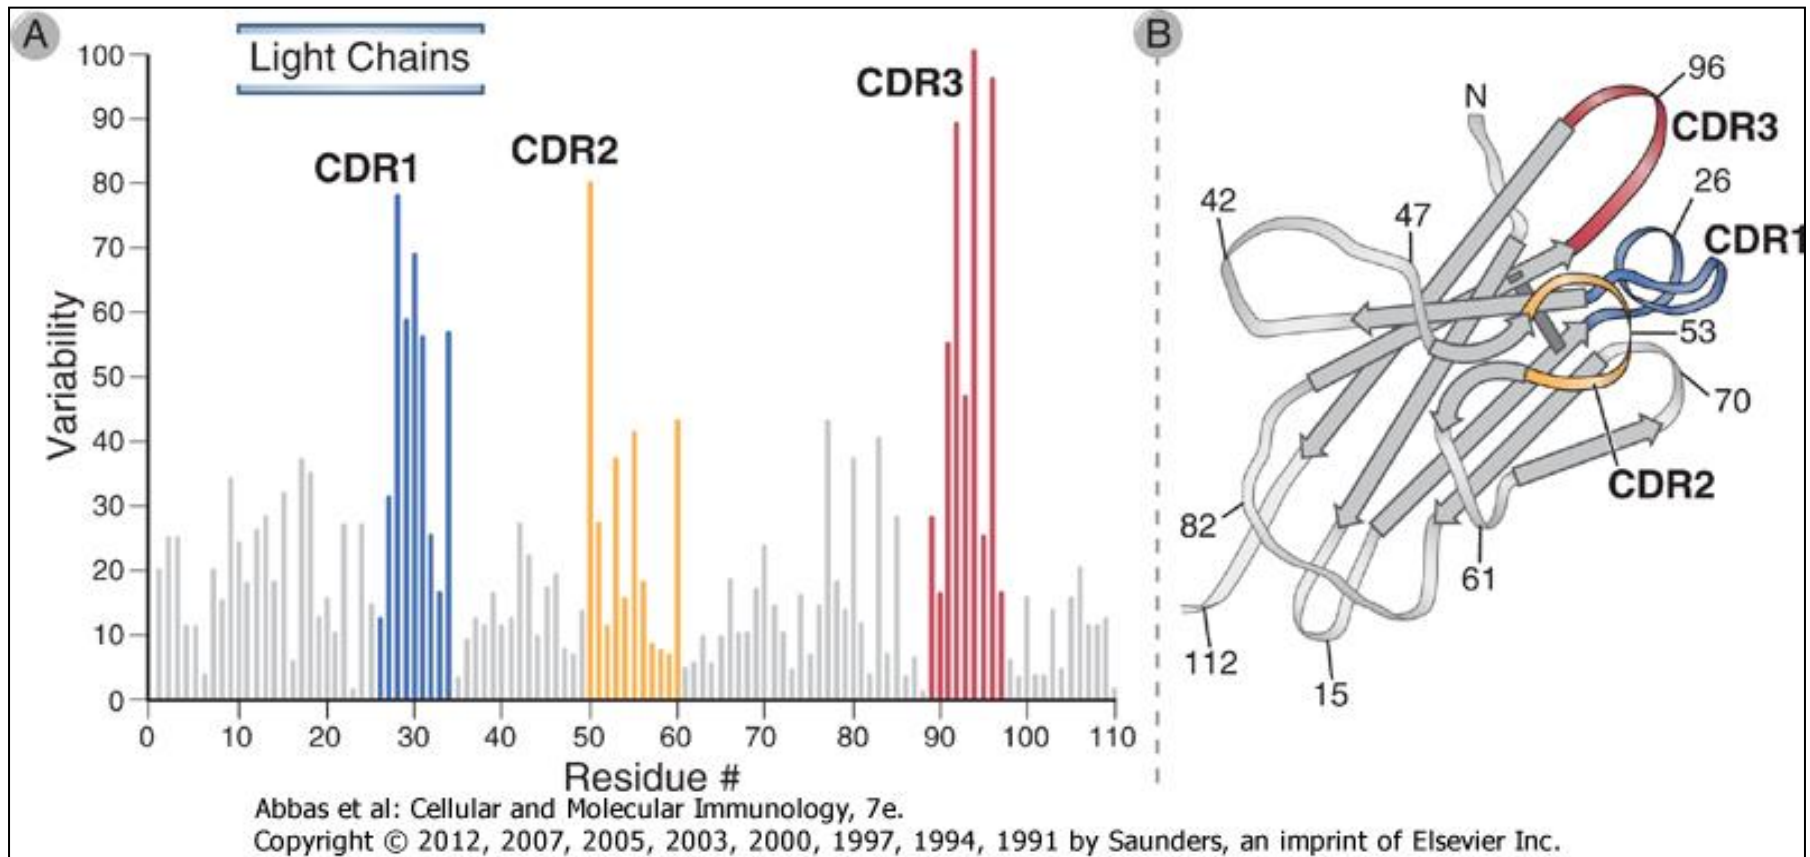 A
Light Chains
100
90
80
70
60
50
40
30
20
10
0
Variability
CDR1
CDR2
CDR3
0 10 20 30 40 50 60 70 80 90 100 110
Residue #
B
N
96
CDR3
26
CDR1
42
47
53
70
CDR2
82
61
112
15
Abbas et al: Cellular and Molecular Immunology, 7e.
Copyright © 2012, 2007, 2005, 2003, 2000, 1997, 1994, 1991 by Saunders, an imprint of Elsevier Inc.